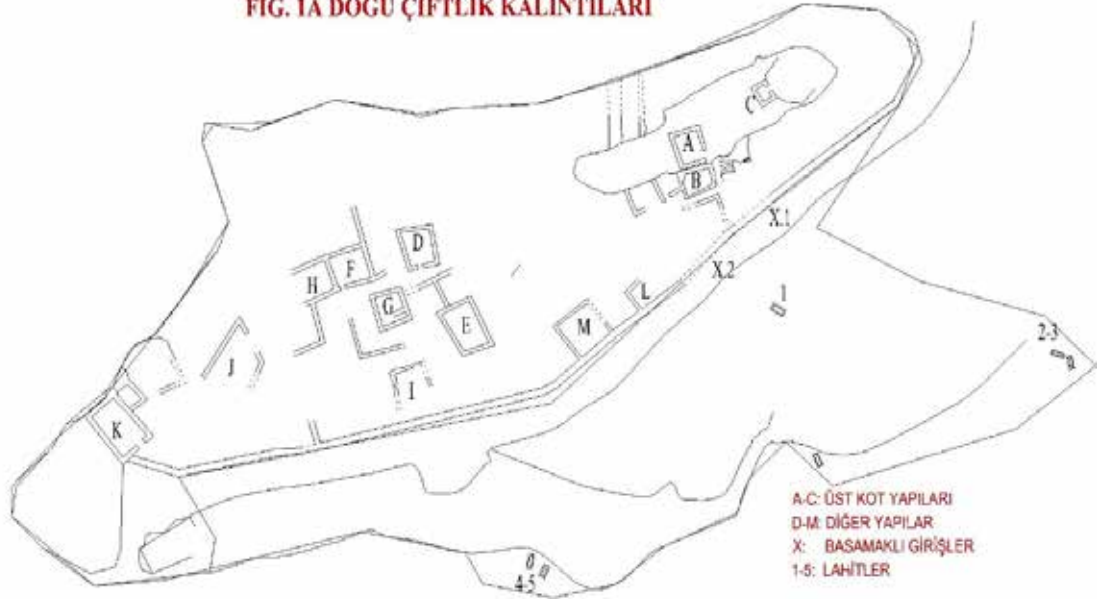 FIG. 1A DOĞU ÇİFTLİK KALINTILARI
C
A
B
X.1
D
F
H
X.2
L
1
G
E
M
2-3
J
I
K
A-C: ÜST KOT YAPILARI
D-M: DİĞER YAPILAR
X: BASAMAKLI GİRİŞLER
1-5: LAHİTLER
4-5